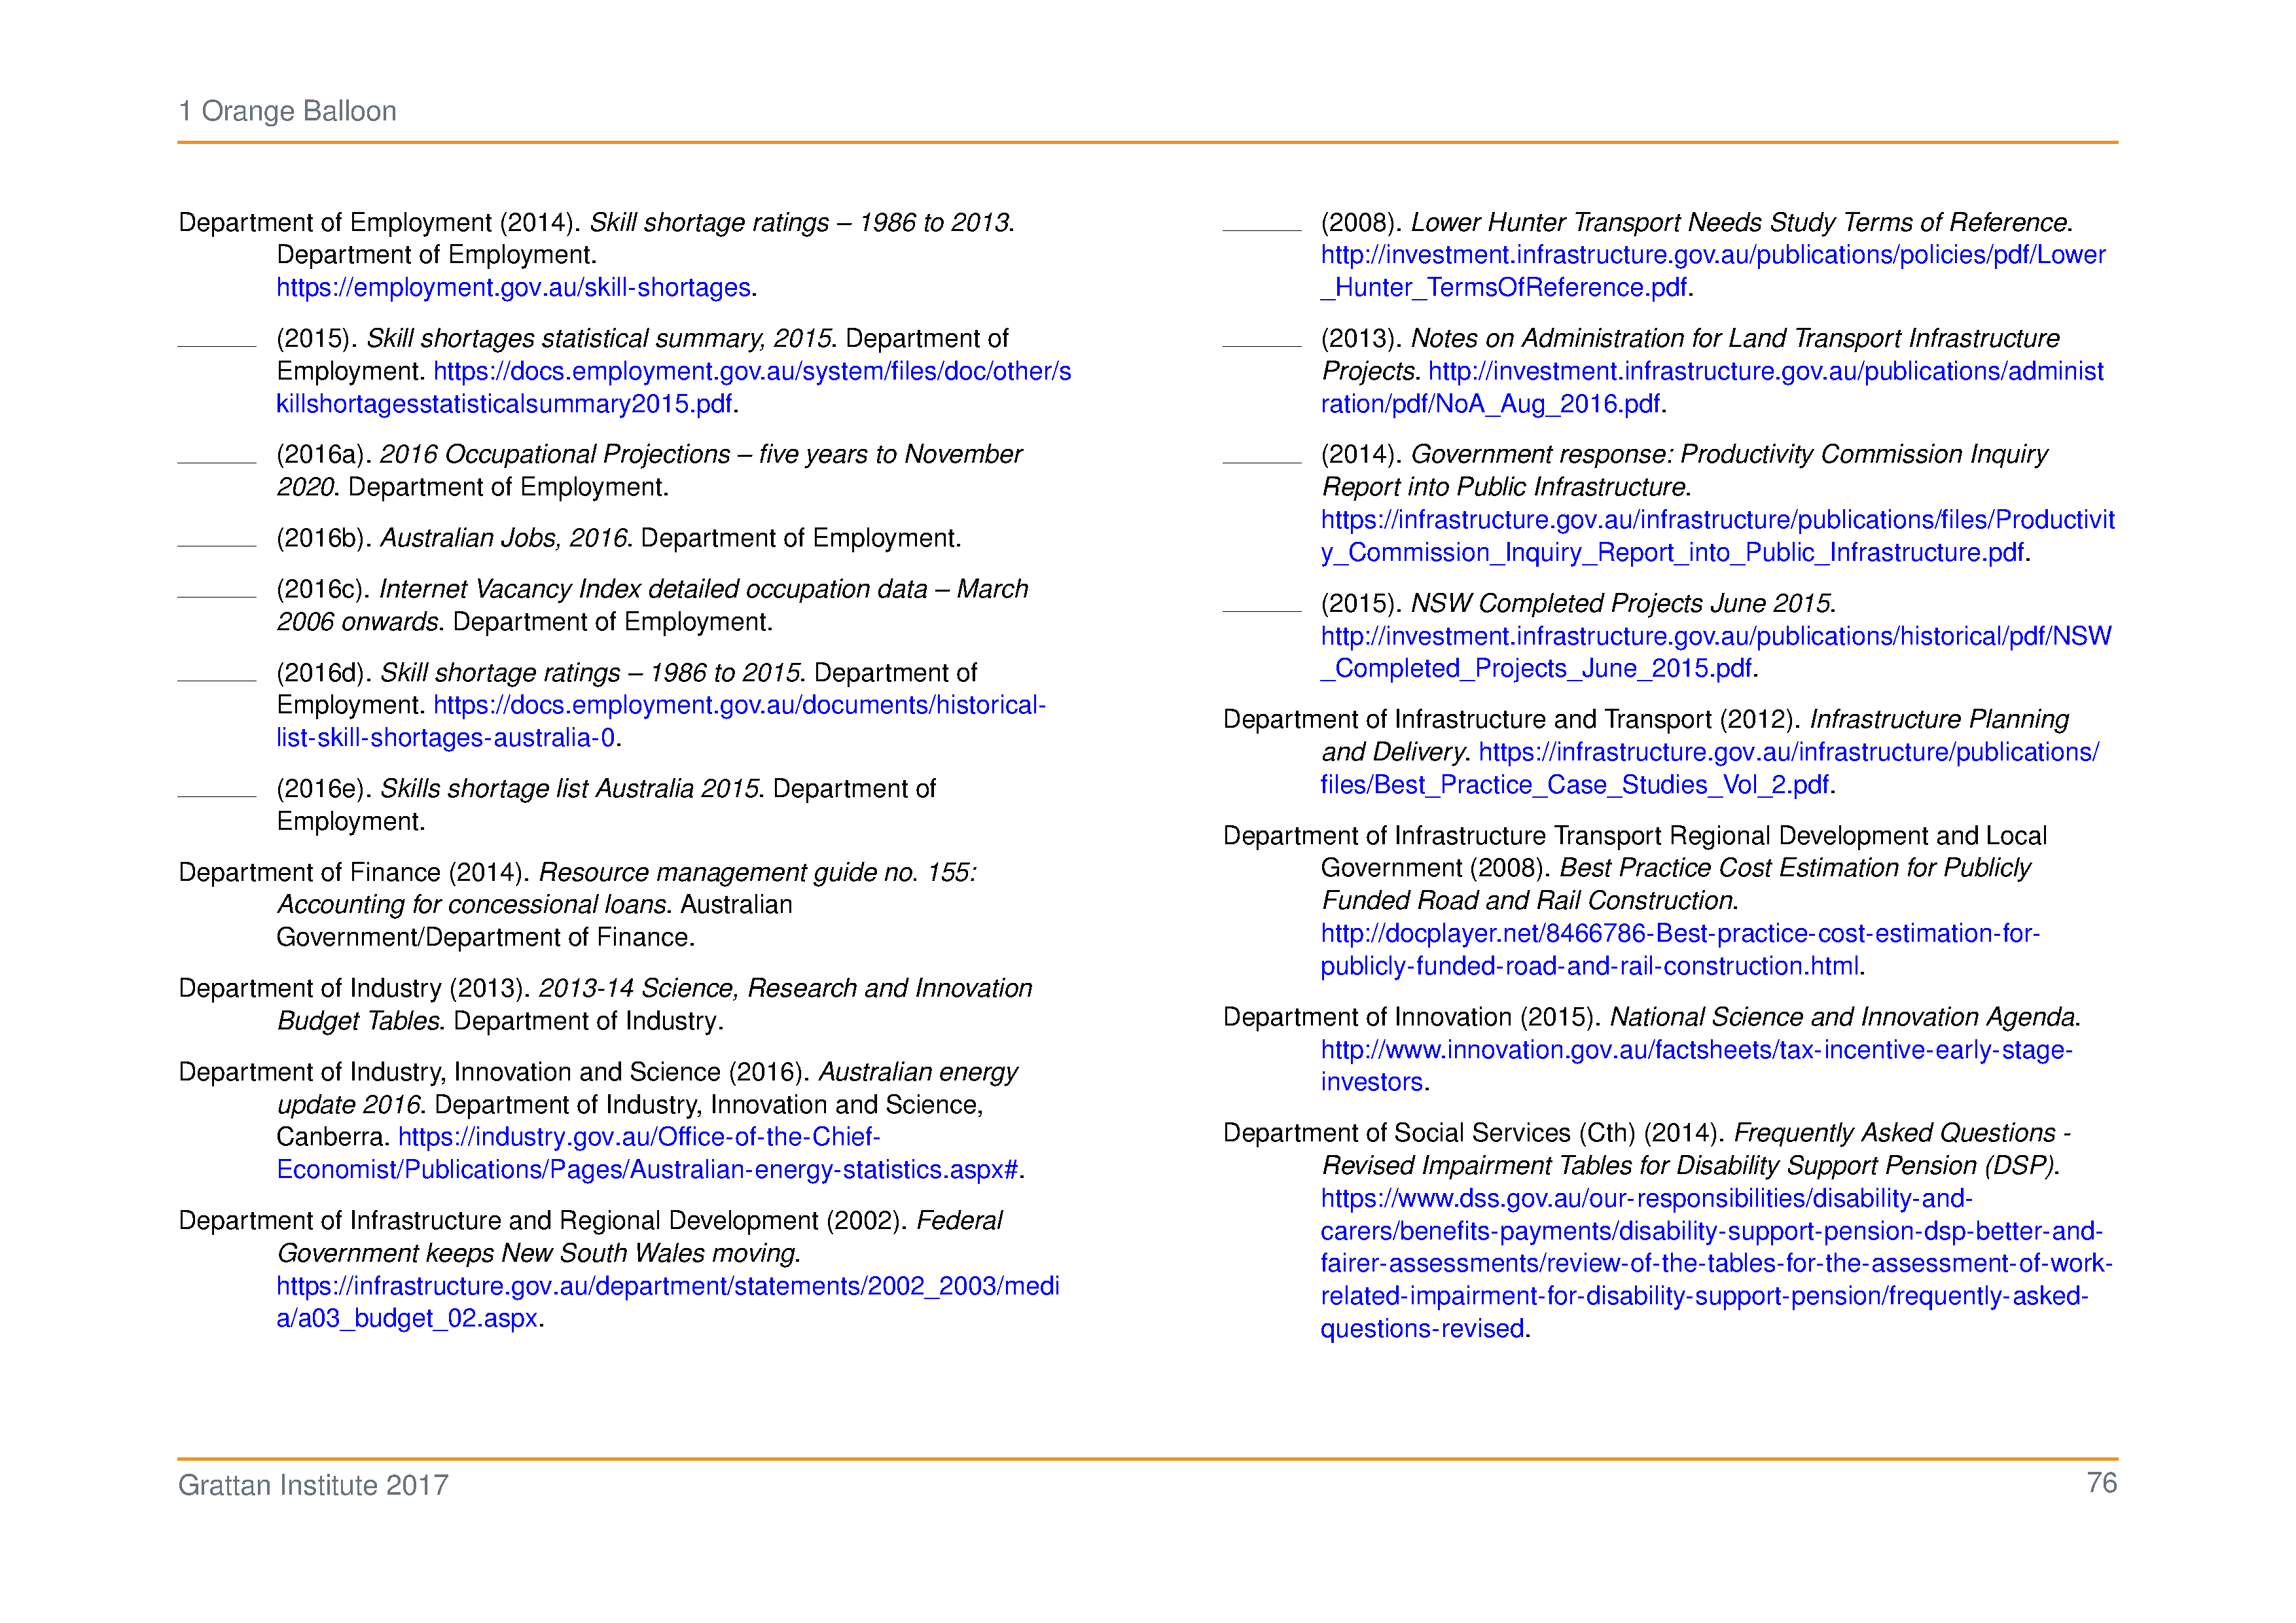 1 Orange Balloon
Department of Employment (2014). Skill shortage ratings – 1986 to 2013.
Department of Employment.
https://employment.gov.au/skill-shortages.
(2015). Skill shortages statistical summary, 2015. Department of
Employment. https://docs.employment.gov.au/system/files/doc/other/s
killshortagesstatisticalsummary2015.pdf.
(2016a). 2016 Occupational Projections – five years to November
2020. Department of Employment.
(2016b). Australian Jobs, 2016. Department of Employment.
(2016c). Internet Vacancy Index detailed occupation data – March
2006 onwards. Department of Employment.
(2016d). Skill shortage ratings – 1986 to 2015. Department of
Employment. https://docs.employment.gov.au/documents/historical-
list-skill-shortages-australia-0.
(2016e). Skills shortage list Australia 2015. Department of
Employment.
Department of Finance (2014). Resource management guide no. 155:
Accounting for concessional loans. Australian
Government/Department of Finance.
Department of Industry (2013). 2013-14 Science, Research and Innovation
Budget Tables. Department of Industry.
Department of Industry, Innovation and Science (2016). Australian energy
update 2016. Department of Industry, Innovation and Science,
Canberra. https://industry.gov.au/Office-of-the-Chief-
Economist/Publications/Pages/Australian-energy-statistics.aspx#.
Department of Infrastructure and Regional Development (2002). Federal
Government keeps New South Wales moving.
https://infrastructure.gov.au/department/statements/2002_2003/medi
a/a03_budget_02.aspx.
(2008). Lower Hunter Transport Needs Study Terms of Reference.
http://investment.infrastructure.gov.au/publications/policies/pdf/Lower
_Hunter_TermsOfReference.pdf.
(2013). Notes on Administration for Land Transport Infrastructure
Projects. http://investment.infrastructure.gov.au/publications/administ
ration/pdf/NoA_Aug_2016.pdf.
(2014). Government response: Productivity Commission Inquiry
Report into Public Infrastructure.
https://infrastructure.gov.au/infrastructure/publications/files/Productivit
y_Commission_Inquiry_Report_into_Public_Infrastructure.pdf.
(2015). NSW Completed Projects June 2015.
http://investment.infrastructure.gov.au/publications/historical/pdf/NSW
_Completed_Projects_June_2015.pdf.
Department of Infrastructure and Transport (2012). Infrastructure Planning
and Delivery. https://infrastructure.gov.au/infrastructure/publications/
files/Best_Practice_Case_Studies_Vol_2.pdf.
Department of Infrastructure Transport Regional Development and Local
Government (2008). Best Practice Cost Estimation for Publicly
Funded Road and Rail Construction.
http://docplayer.net/8466786-Best-practice-cost-estimation-for-
publicly-funded-road-and-rail-construction.html.
Department of Innovation (2015). National Science and Innovation Agenda.
http://www.innovation.gov.au/factsheets/tax-incentive-early-stage-
investors.
Department of Social Services (Cth) (2014). Frequently Asked Questions -
Revised Impairment Tables for Disability Support Pension (DSP).
https://www.dss.gov.au/our-responsibilities/disability-and-
carers/benefits-payments/disability-support-pension-dsp-better-and-
fairer-assessments/review-of-the-tables-for-the-assessment-of-work-
related-impairment-for-disability-support-pension/frequently-asked-
questions-revised.
Grattan Institute 2017
76